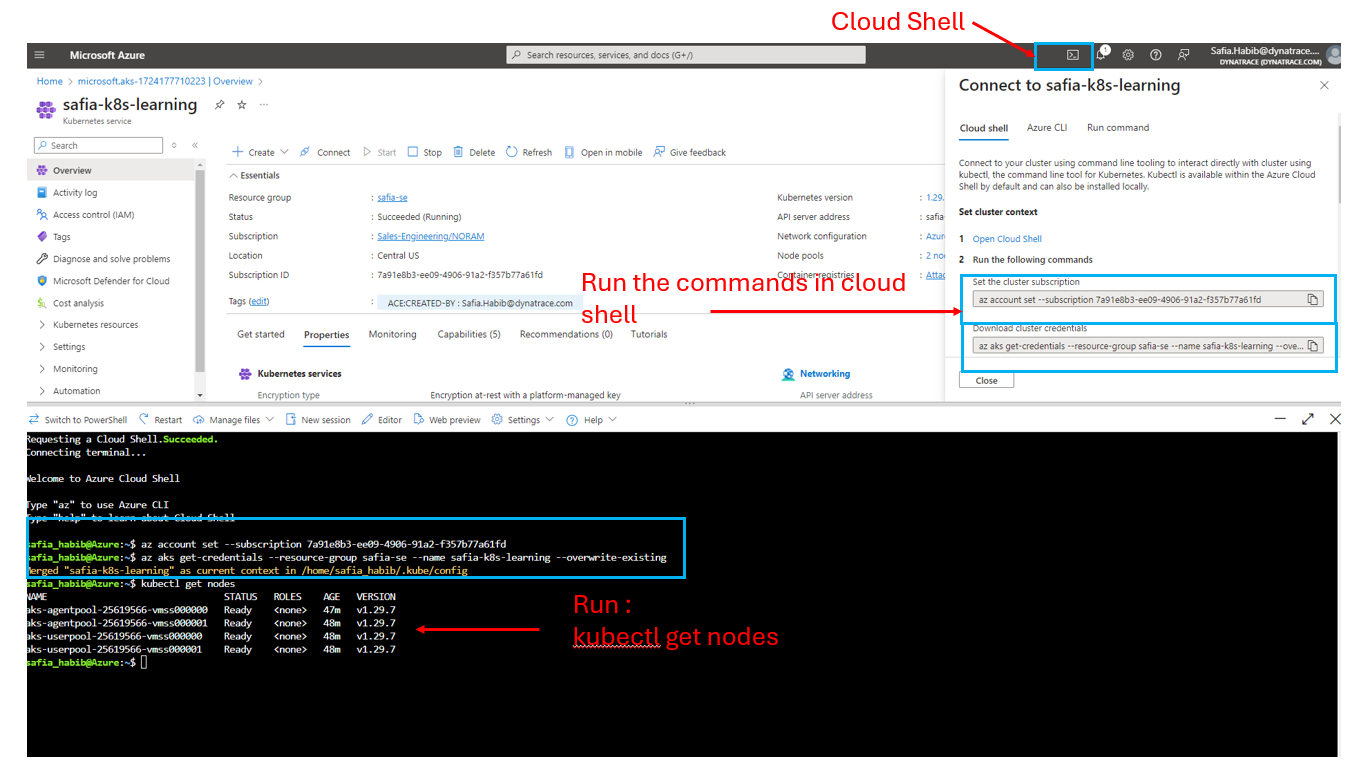 Cloud Shell
Microsoft Azure
Search resources, services, and docs (G+/)
1
Safia.Habib@dynatrace....
DYNATRACE (DYNATRACE.COM)
Home > microsoft.aks-1724177710223 | Overview >
safia-k8s-learning
Kubernetes service
Search
Overview
Activity log
Access control (IAM)
Tags
Diagnose and solve problems
Microsoft Defender for Cloud
Cost analysis
Kubernetes resources
Settings
Monitoring
Automation
Create Connect Start Stop Delete Refresh Open in mobile Give feedback
Essentials
Resource group : safia-se
Status : Succeeded (Running)
Subscription : Sales-Engineering/NORAM
Location : Central US
Subscription ID : 7a91e8b3-ee09-4906-91a2-f357b77a61fd
Tags (edit) : ACE:CREATED-BY : Safia.Habib@dynatrace.com
Kubernetes version : 1.29.
API server address : safia
Network configuration : Azur
Node pools : 2 no
Container registries : Attac
Run the commands in cloud
shell
Get started Properties Monitoring Capabilities (5) Recommendations (0) Tutorials
Kubernetes services
Encryption type Encryption at-rest with a platform-managed key
Networking
API server address
Connect to safia-k8s-learning
Cloud shell Azure CLI Run command
Connect to your cluster using command line tooling to interact directly with cluster using
kubectl, the command line tool for Kubernetes. Kubectl is available within the Azure Cloud
Shell by default and can also be installed locally.
Set cluster context
1 Open Cloud Shell
2 Run the following commands
Set the cluster subscription
az account set --subscription 7a91e8b3-ee09-4906-91a2-f357b77a61fd
Download cluster credentials
az aks get-credentials --resource-group safia-se --name safia-k8s-learning --ove...
Close
Switch to PowerShell Restart Manage files New session Editor Web preview Settings Help
Requesting a Cloud Shell.Succeeded.
Connecting terminal...
Welcome to Azure Cloud Shell
Type "az" to use Azure CLI
Type "help" to learn about Cloud Shell
safia_habib@Azure:~$ az account set --subscription 7a91e8b3-ee09-4906-91a2-f357b77a61fd
safia_habib@Azure:~$ az aks get-credentials --resource-group safia-se --name safia-k8s-learning --overwrite-existing
Merged "safia-k8s-learning" as current context in /home/safia_habib/.kube/config
safia_habib@Azure:~$ kubectl get nodes
NAME STATUS ROLES AGE VERSION
aks-agentpool-25619566-vmss000000 Ready <none> 47m v1.29.7
aks-agentpool-25619566-vmss000001 Ready <none> 48m v1.29.7
aks-userpool-25619566-vmss000000 Ready <none> 48m v1.29.7
aks-userpool-25619566-vmss000001 Ready <none> 48m v1.29.7
safia_habib@Azure:~$
Run :
kubectl get nodes